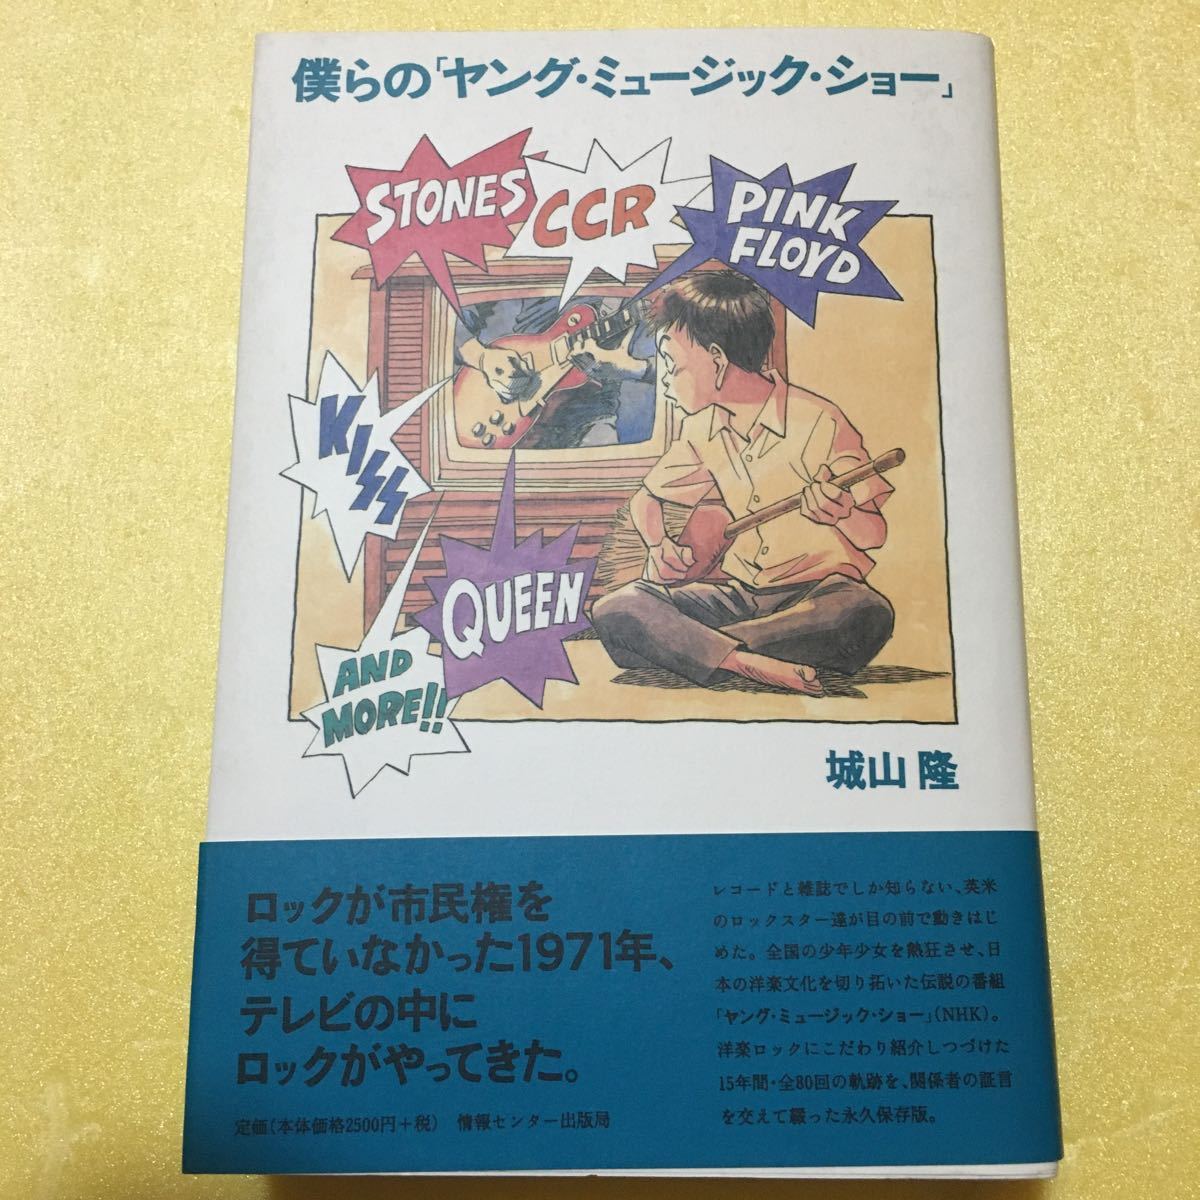 僕らの「ヤング・ミュージック・ショー」
STONES
CCR
PINK
FLOYD
KISS
QUEEN
AND
MORE!!
城山 隆
ロックが市民権を
得ていなかった1971年、
テレビの中に
ロックがやってきた。
定価（本体価格2500円＋税） 情報センター出版局
レコードと雑誌でしか知らない、英米
のロックスター達が目の前で動きはじ
めた。全国の少年少女を熱狂させ、日
本の洋楽文化を切り拓いた伝説の番組
「ヤング・ミュージック・ショー」（NHK）。
洋楽ロックにこだわり紹介しつづけた
15年間・全80回の軌跡を、関係者の証言
を交えて綴った永久保存版。